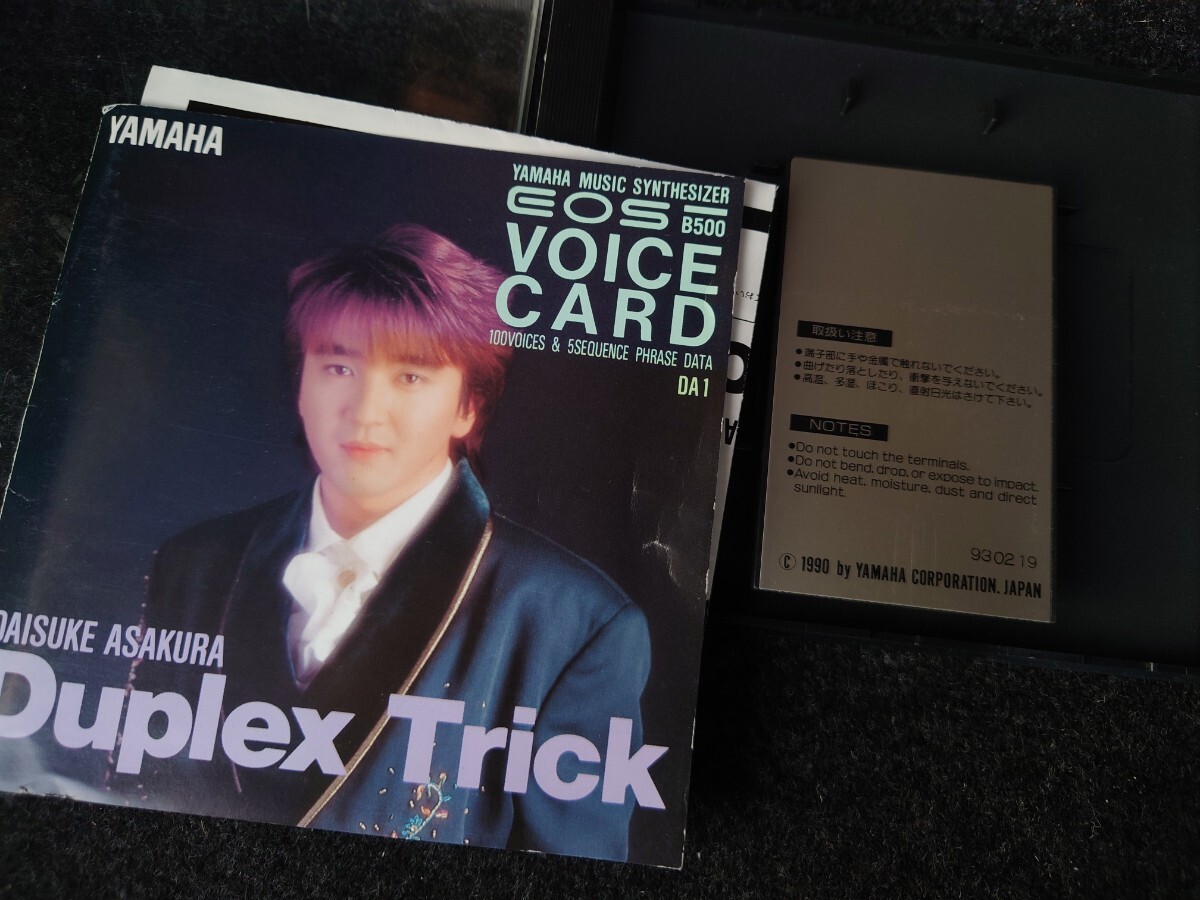 YAMAHA
YAMAHA MUSIC SYNTHESIZER
EOS
B500
VOICE
CARD
100VOICES & 5SEQUENCE PHRASE DATA
DA1
DAISUKE ASAKURA
Duplex Trick
取扱い注意
●端子部に手や金属で触れないでください。
●曲げたり落としたり、衝撃を与えないでください。
●高温、多湿、ほこり、直射日光はさけて下さい。
NOTES
●Do not touch the terminals.
●Do not bend, drop, or expose to impact.
●Avoid heat, moisture, dust and direct
sunlight.
93 02 19
© 1990 by YAMAHA CORPORATION. JAPAN